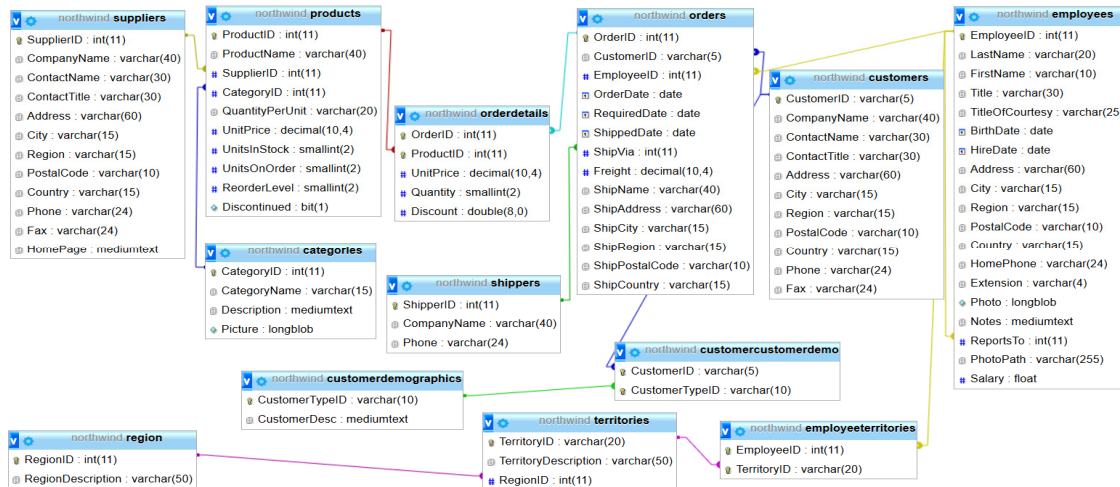 northwind suppliers
SupplierID : int(11)
CompanyName : varchar(40)
ContactName : varchar(30)
ContactTitle : varchar(30)
Address : varchar(60)
City : varchar(15)
Region : varchar(15)
PostalCode : varchar(10)
Country : varchar(15)
Phone : varchar(24)
Fax : varchar(24)
HomePage : mediumtext
northwind products
ProductID : int(11)
ProductName : varchar(40)
SupplierID : int(11)
CategoryID : int(11)
QuantityPerUnit : varchar(20)
UnitPrice : decimal(10,4)
UnitsInStock : smallint(2)
UnitsOnOrder : smallint(2)
ReorderLevel : smallint(2)
Discontinued : bit(1)
northwind orderdetails
OrderID : int(11)
ProductID : int(11)
UnitPrice : decimal(10,4)
Quantity : smallint(2)
Discount : double(8,0)
northwind orders
OrderID : int(11)
CustomerID : varchar(5)
EmployeeID : int(11)
OrderDate : date
RequiredDate : date
ShippedDate : date
ShipVia : int(11)
Freight : decimal(10,4)
ShipName : varchar(40)
ShipAddress : varchar(60)
ShipCity : varchar(15)
ShipRegion : varchar(15)
ShipPostalCode : varchar(10)
ShipCountry : varchar(15)
northwind customers
CustomerID : varchar(5)
CompanyName : varchar(40)
ContactName : varchar(30)
ContactTitle : varchar(30)
Address : varchar(60)
City : varchar(15)
Region : varchar(15)
PostalCode : varchar(10)
Country : varchar(15)
Phone : varchar(24)
Fax : varchar(24)
northwind employees
EmployeeID : int(11)
LastName : varchar(20)
FirstName : varchar(10)
Title : varchar(30)
TitleOfCourtesy : varchar(25
BirthDate : date
HireDate : date
Address : varchar(60)
City : varchar(15)
Region : varchar(15)
PostalCode : varchar(10)
Country : varchar(15)
HomePhone : varchar(24)
Extension : varchar(4)
Photo : longblob
Notes : mediumtext
ReportsTo : int(11)
PhotoPath : varchar(255)
Salary : float
northwind categories
CategoryID : int(11)
CategoryName : varchar(15)
Description : mediumtext
Picture : longblob
northwind shippers
ShipperID : int(11)
CompanyName : varchar(40)
Phone : varchar(24)
northwind customercustomerdemo
CustomerID : varchar(5)
CustomerTypeID : varchar(10)
northwind customerdemographics
CustomerTypeID : varchar(10)
CustomerDesc : mediumtext
northwind territories
TerritoryID : varchar(20)
TerritoryDescription : varchar(50)
RegionID : int(11)
northwind employeeterritories
EmployeeID : int(11)
TerritoryID : varchar(20)
northwind region
RegionID : int(11)
RegionDescription : varchar(50)